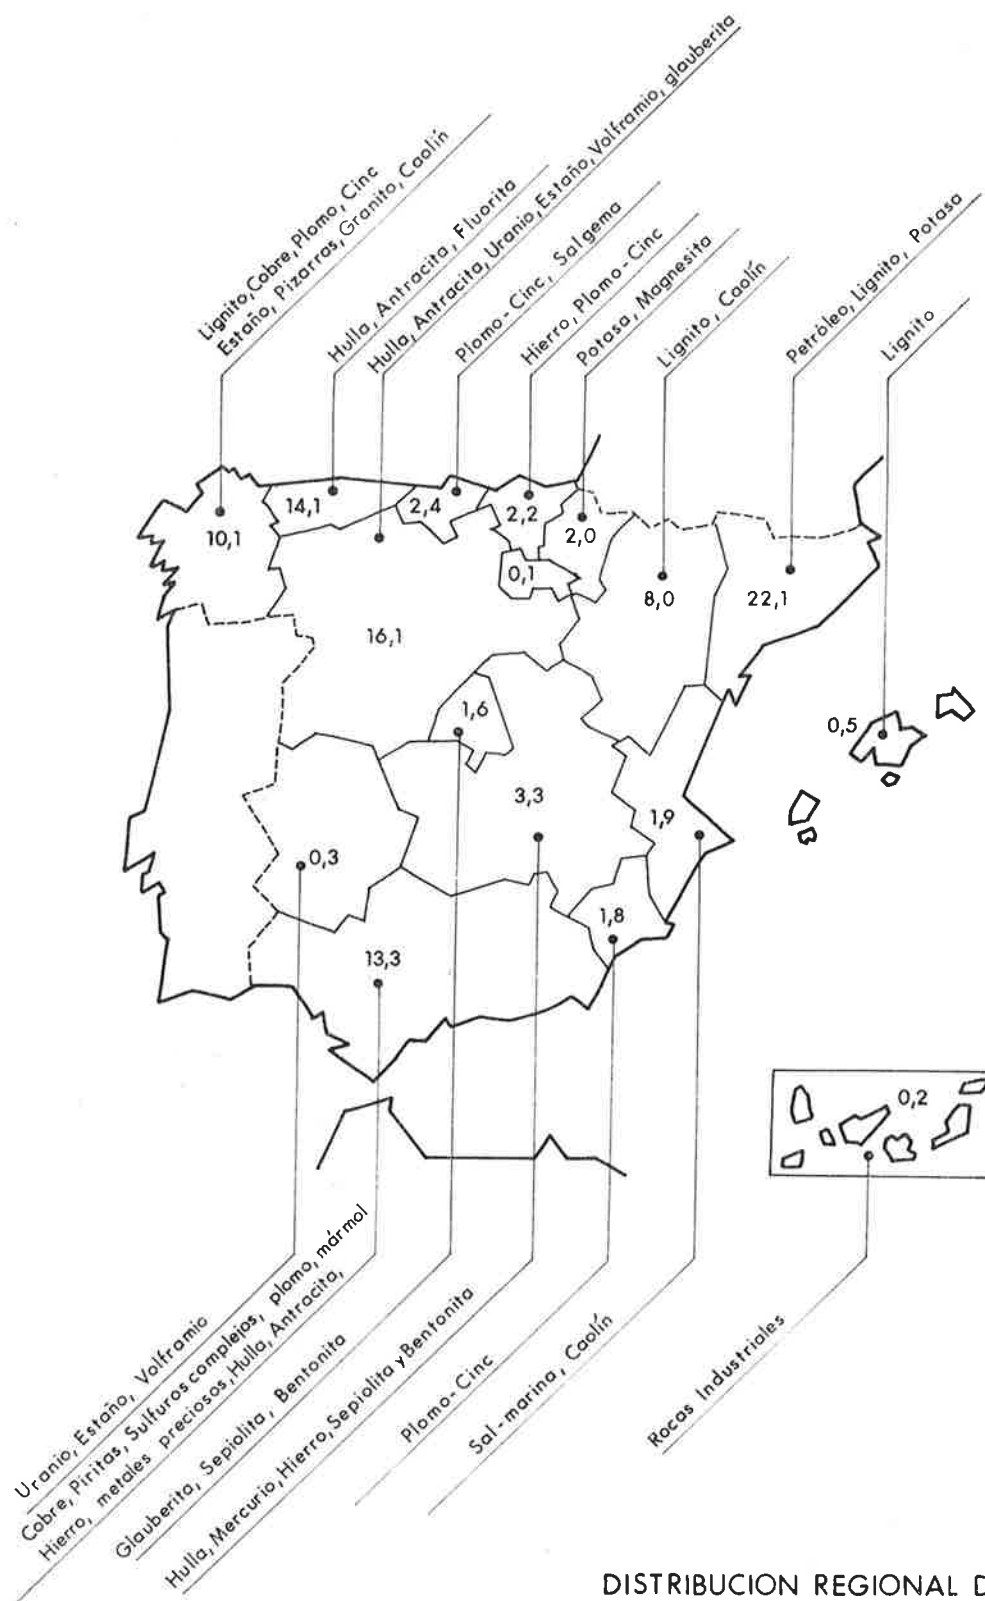 Lignito, Cobre, Plomo, Cinc
Estaño, Pizarras, Granito, Caolín
Hulla, Antracita, Fluorita
Hulla, Antracita, Uranio, Estaño, Volframio, glauberita
Plomo-Cinc, Salgema
Hierro, Plomo-Cinc
Potasa, Magnesita
Lignito, Caolín
Petróleo, Lignito, Potasa
Lignito
10,1
14,1
2,4
2,2
2,0
0,1
8,0
22,1
16,1
1,6
0,5
3,3
1,9
0,3
1,8
13,3
0,2
Uranio, Estaño, Volframio
Cobre, Piritas, Sulfuros complejos, plomo, mármol
Hierro, metales preciosos, Hulla, Antracita,
Glauberita, Sepiolita, Bentonita
Hulla, Mercurio, Hierro, Sepiolita y Bentonita
Plomo-Cinc
Sal-marina, Caolín
Rocas Industriales
DISTRIBUCION REGIONAL D